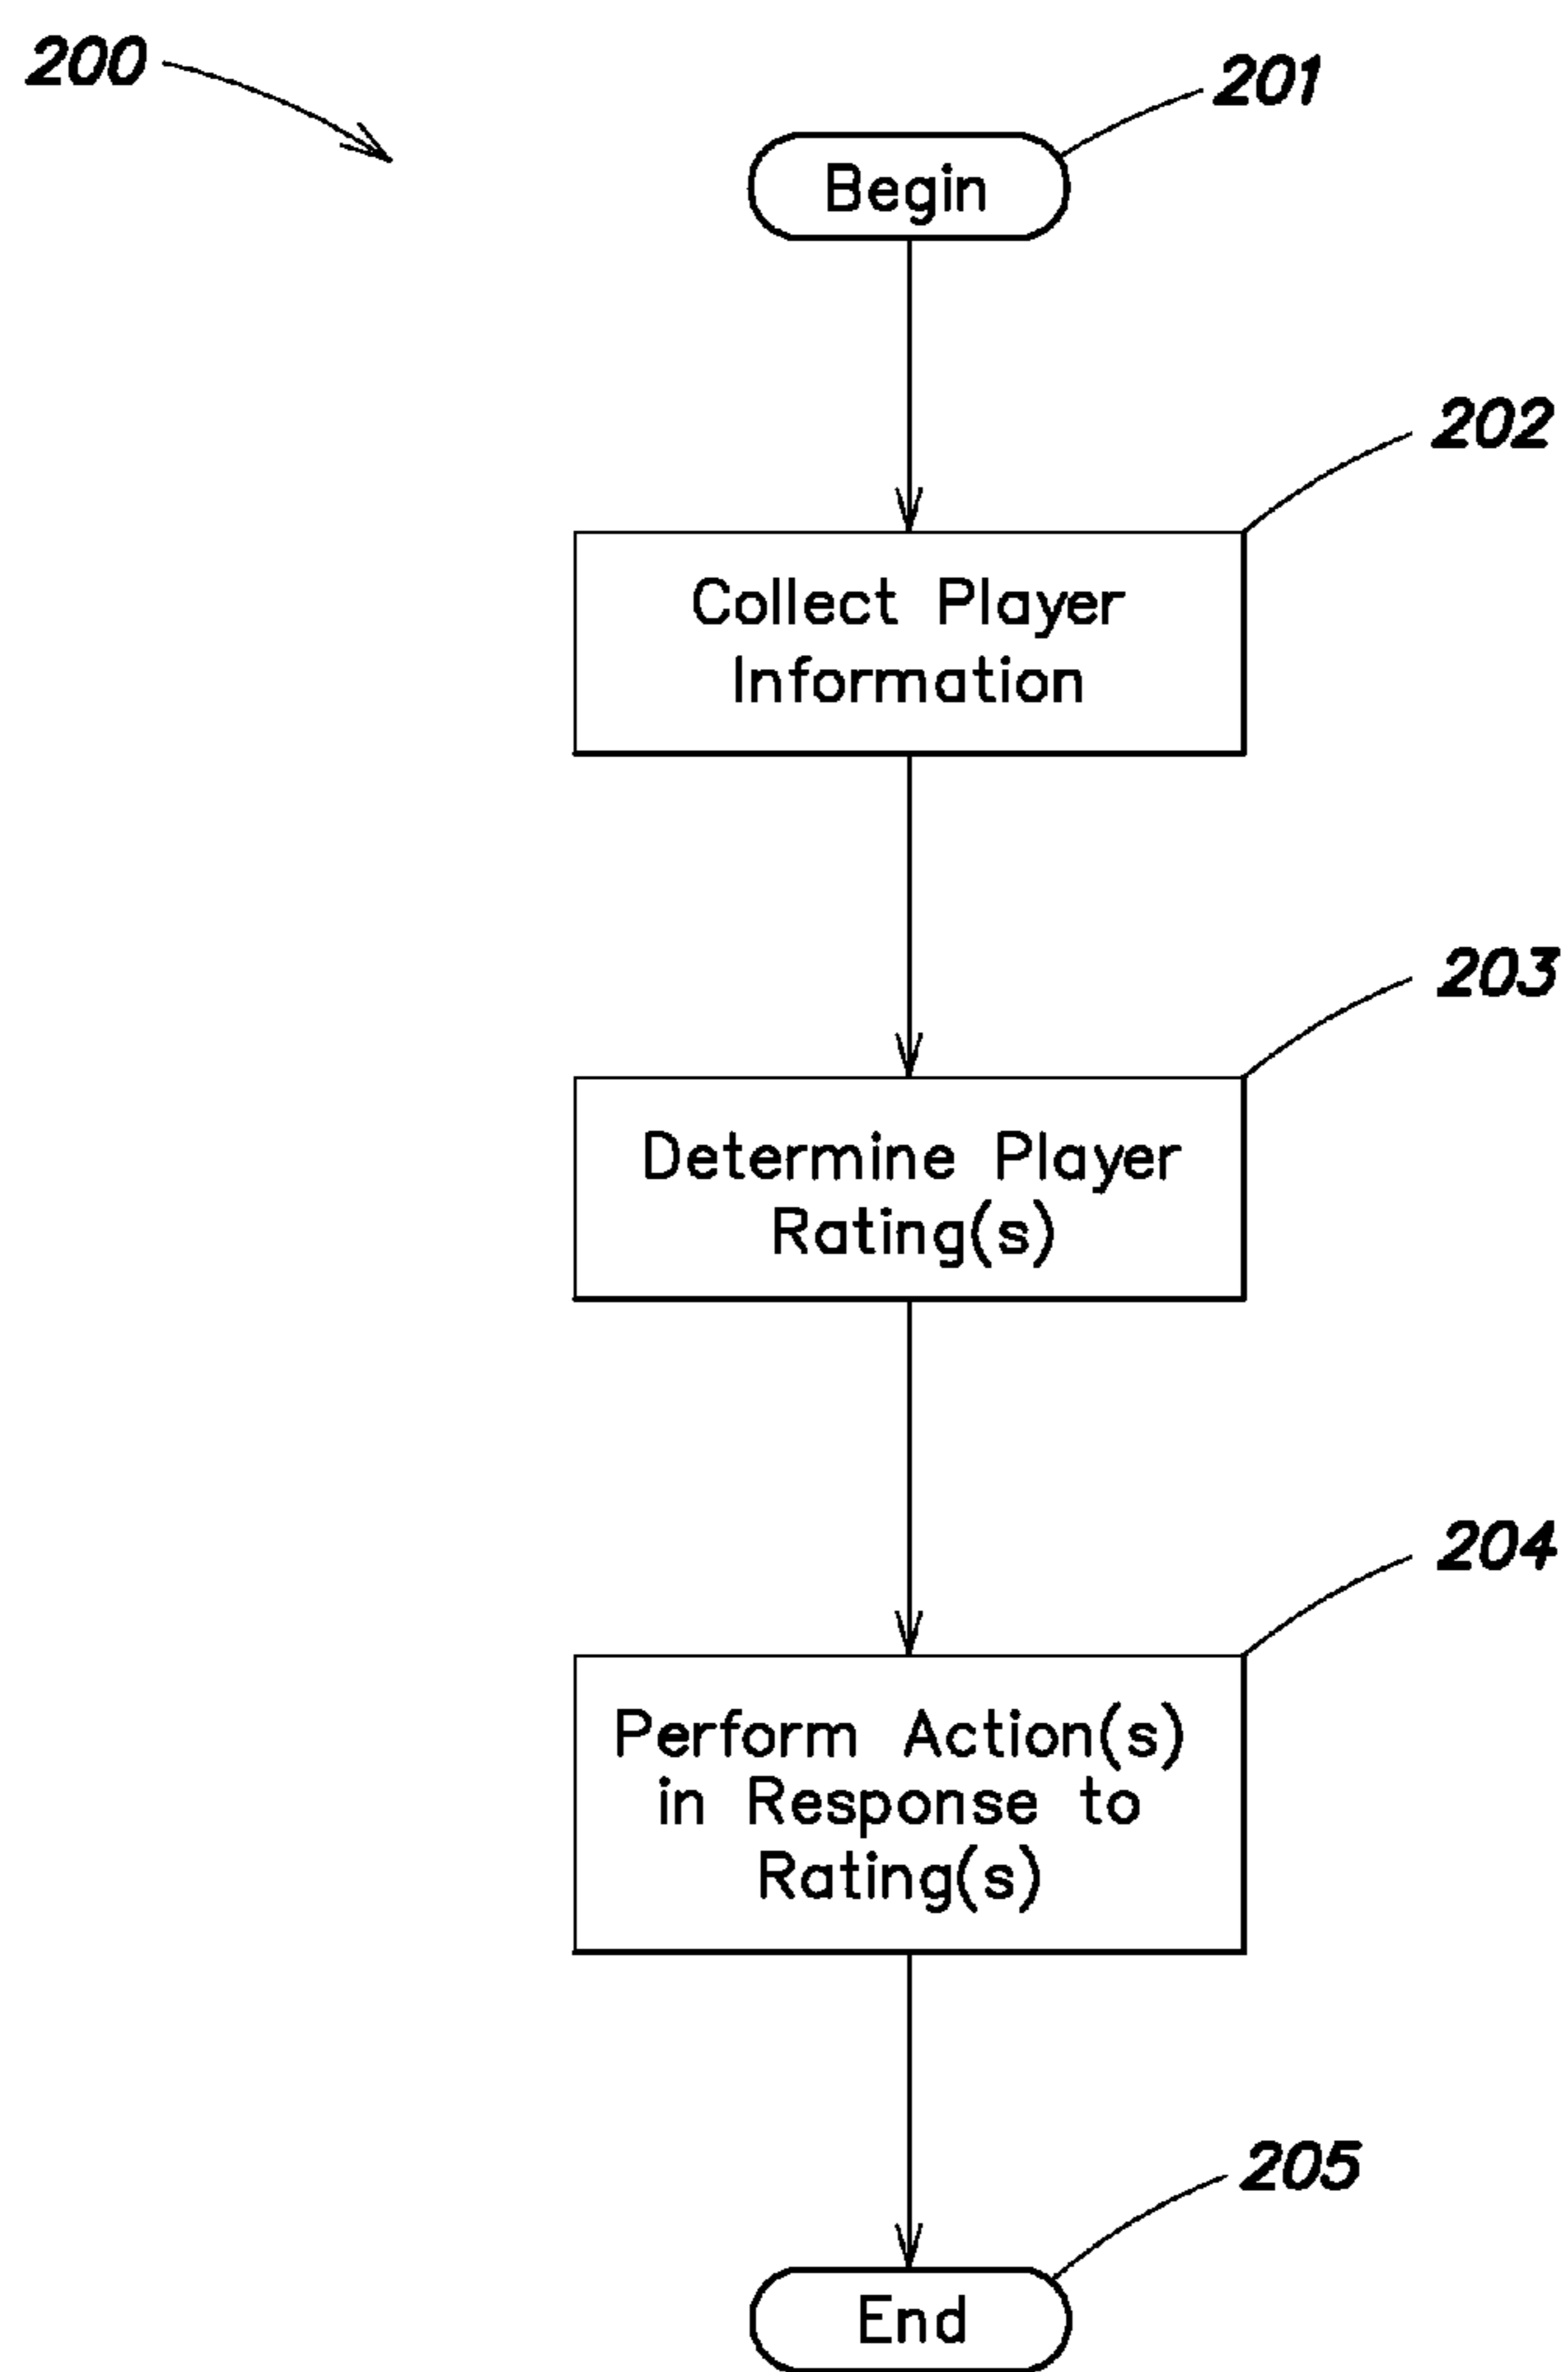 200
201
Begin
202
Collect Player
Information
203
Determine Player
Rating(s)
204
Perform Action(s)
in Response to
Rating(s)
205
End